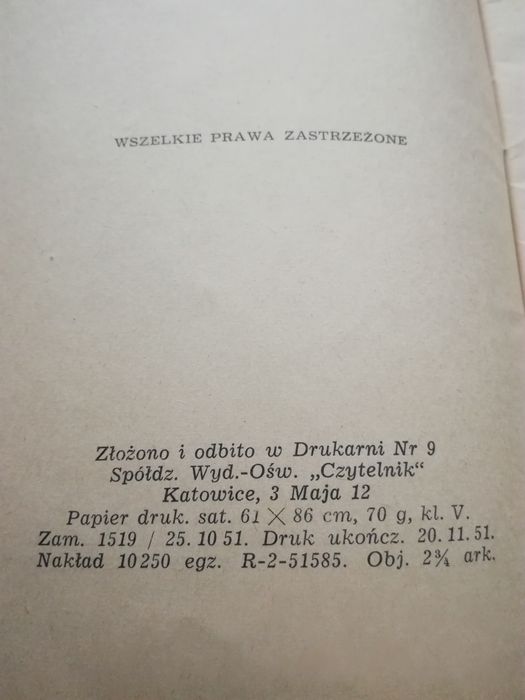 WSZELKIE PRAWA ZASTRZEŻONE
Złożono i odbito w Drukarni Nr 9
Spółdz. Wyd.-Ośw. „Czytelnik“
Katowice, 3 Maja 12
Papier druk. sat. 61 × 86 cm, 70 g, kl. V.
Zam. 1519 / 25. 10 51. Druk ukończ. 20. 11. 51.
Nakład 10 250 egz. R-2-51585. Obj. 2¾ ark.